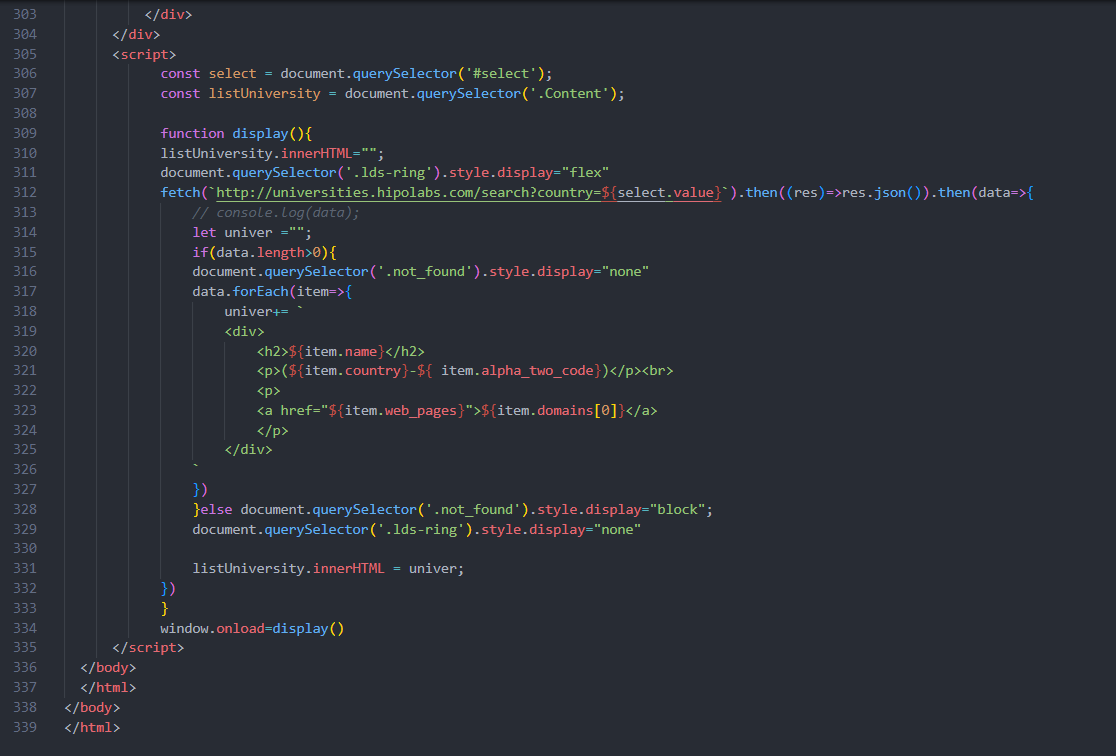 303 </div>
304 </div>
305 <script>
306 const select = document.querySelector('#select');
307 const listUniversity = document.querySelector('.Content');
308
309 function display(){
310 listUniversity.innerHTML="";
311 document.querySelector('.lds-ring').style.display="flex"
312 fetch(`http://universities.hipolabs.com/search?country=${select.value}`).then((res)=>res.json()).then(data=>{
313 // console.log(data);
314 let univer ="";
315 if(data.length>0){
316 document.querySelector('.not_found').style.display="none"
317 data.forEach(item=>{
318 univer+= `
319 <div>
320 <h2>${item.name}</h2>
321 <p>(${item.country}-${ item.alpha_two_code})</p><br>
322 <p>
323 <a href="${item.web_pages}">${item.domains[0]}</a>
324 </p>
325 </div>
326 `
327 })
328 }else document.querySelector('.not_found').style.display="block";
329 document.querySelector('.lds-ring').style.display="none"
330
331 listUniversity.innerHTML = univer;
332 })
333 }
334 window.onload=display()
335 </script>
336 </body>
337 </html>
338 </body>
339 </html>